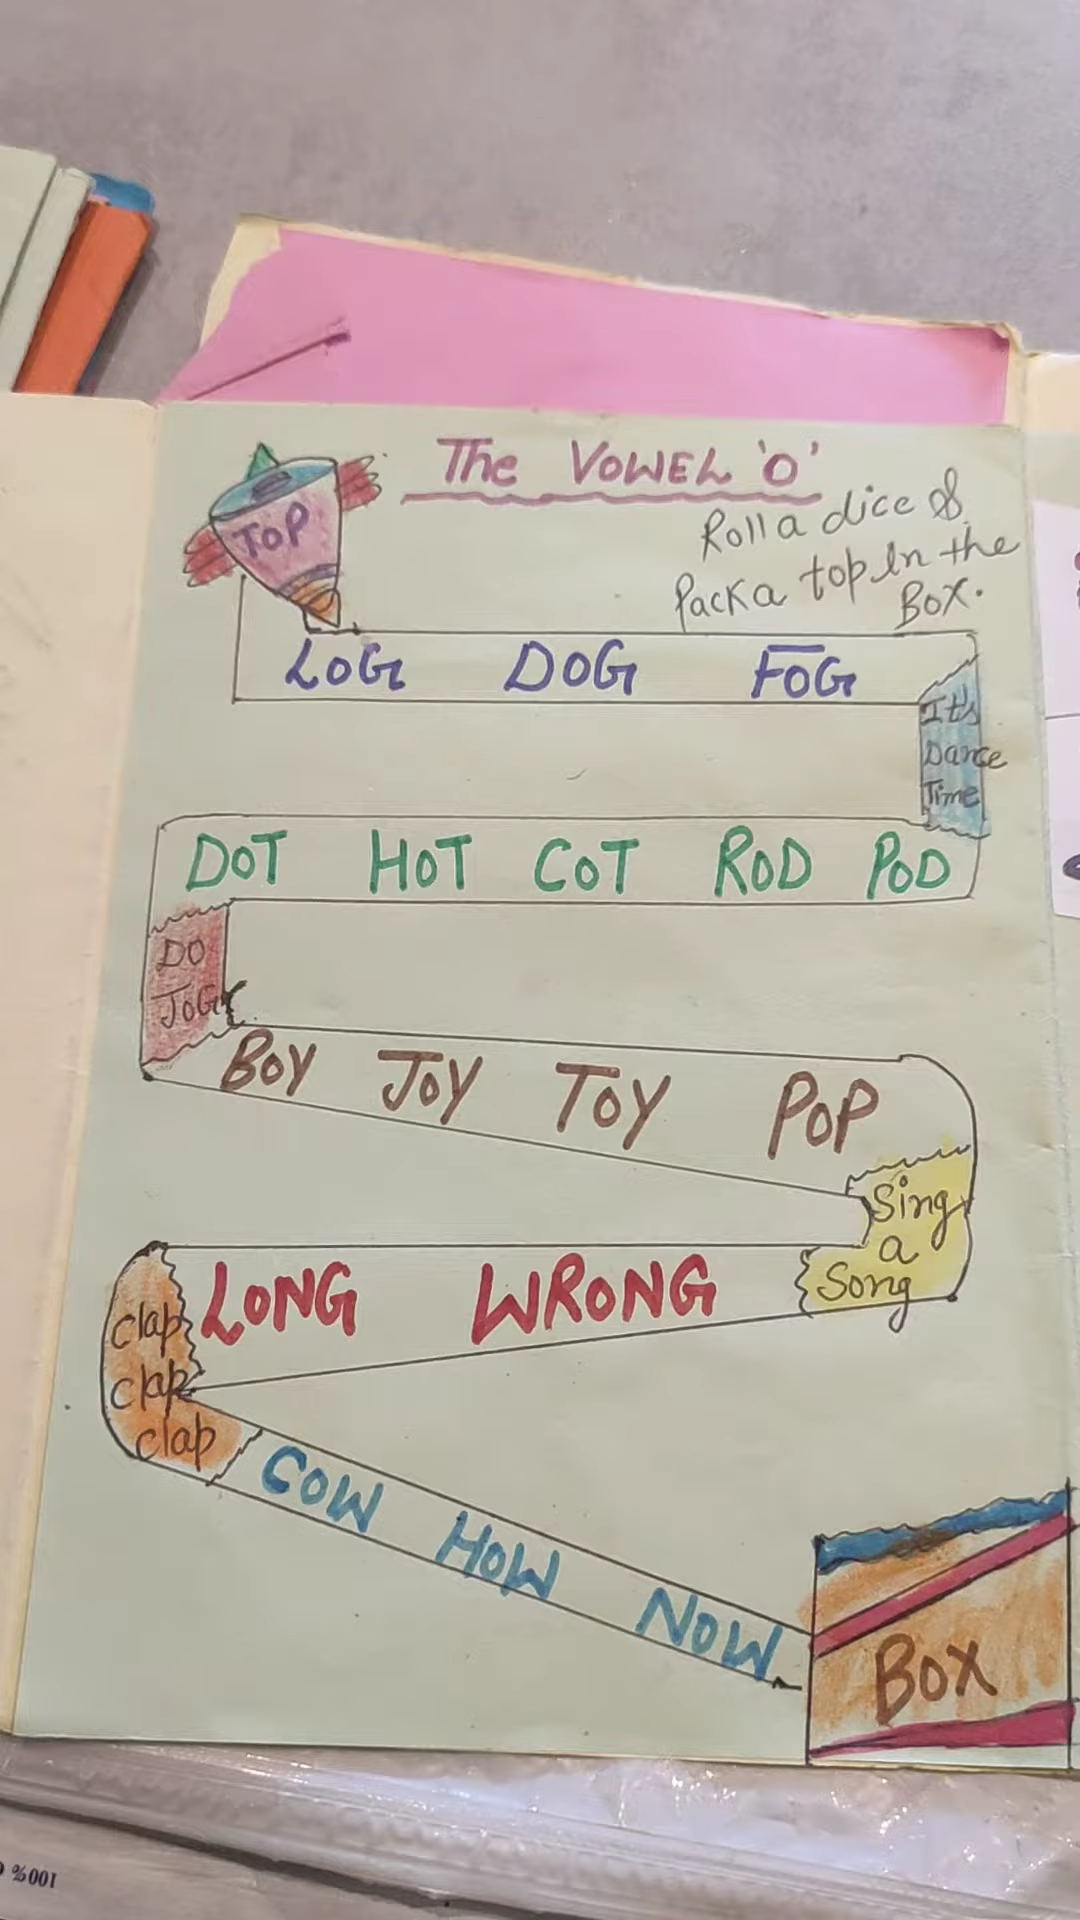 The VOWEL 'O'
Roll a dice &
Pack a top In the
Box.
TOP
LOG DOG FOG
It's
Dance
Time
DOT HOT COT ROD POD
DO
JOG
BOY JOY TOY POP
Sing
a
Song
LONG WRONG
clap
clap
clap
COW HOW NOW
BOX
100%